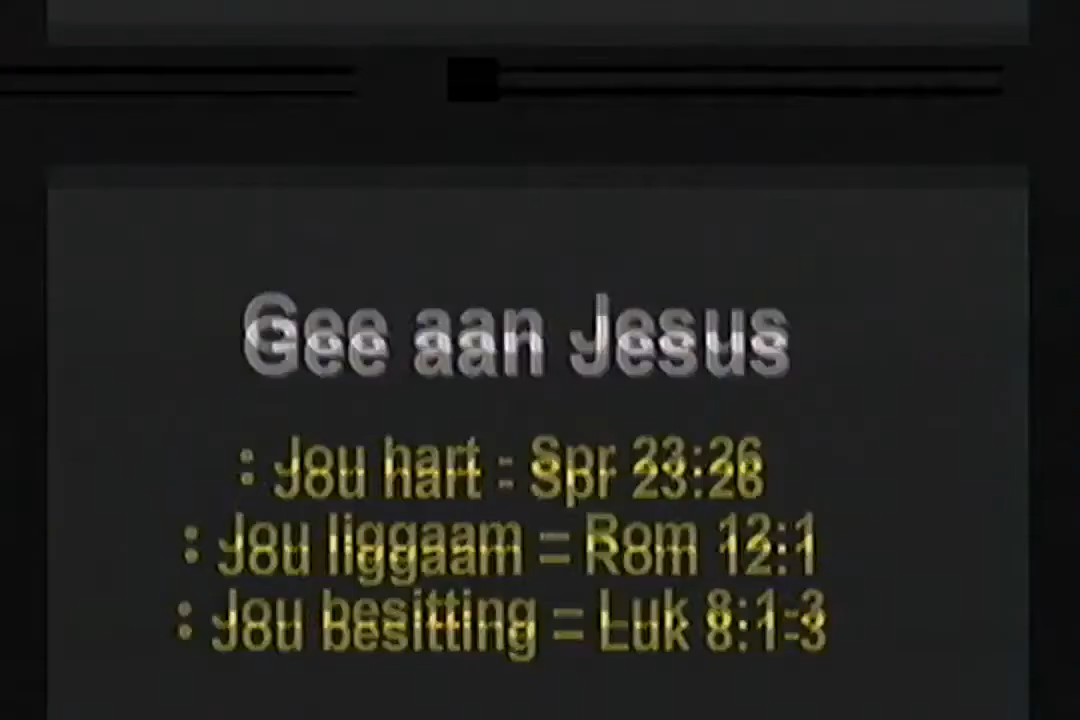 Gee aan Jesus
: Jou hart - Spr 23:26
: Jou liggaam - Rom 12:1
: Jou besitting - Luk 8:1-3